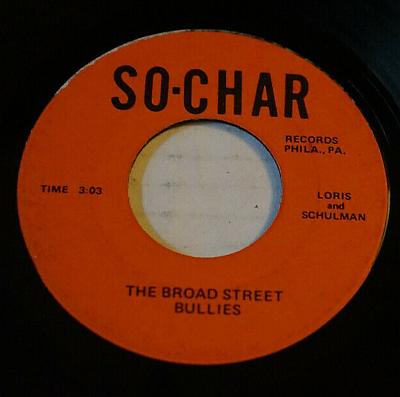 SO-CHAR
RECORDS
PHILA., PA.
TIME 3:03
LORIS
and
SCHULMAN
THE BROAD STREET
BULLIES